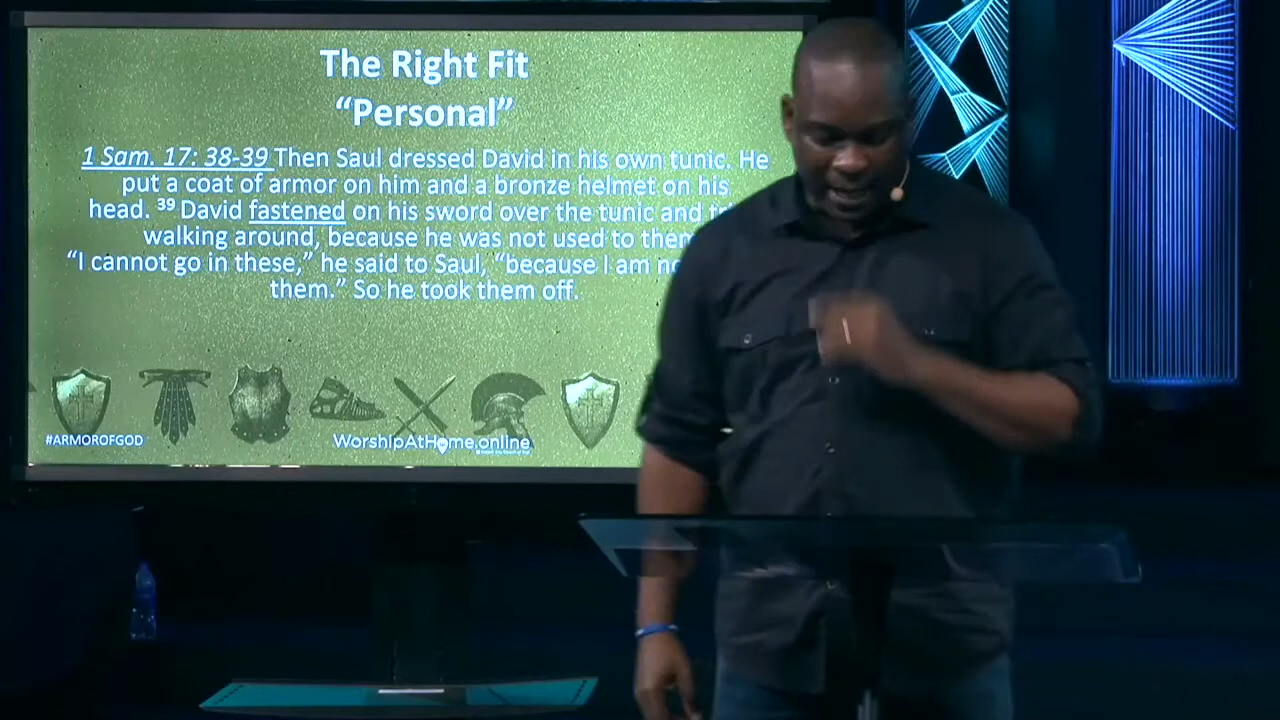 The Right Fit
“Personal”
1 Sam. 17: 38-39 Then Saul dressed David in his own tunic. He
put a coat of armor on him and a bronze helmet on his
head. 39 David fastened on his sword over the tunic and
walking around, because he was not used to them
“I cannot go in these,” he said to Saul, “because I am
them.” So he took them off.
#ARMOROFGOD
WorshipAtHome.online